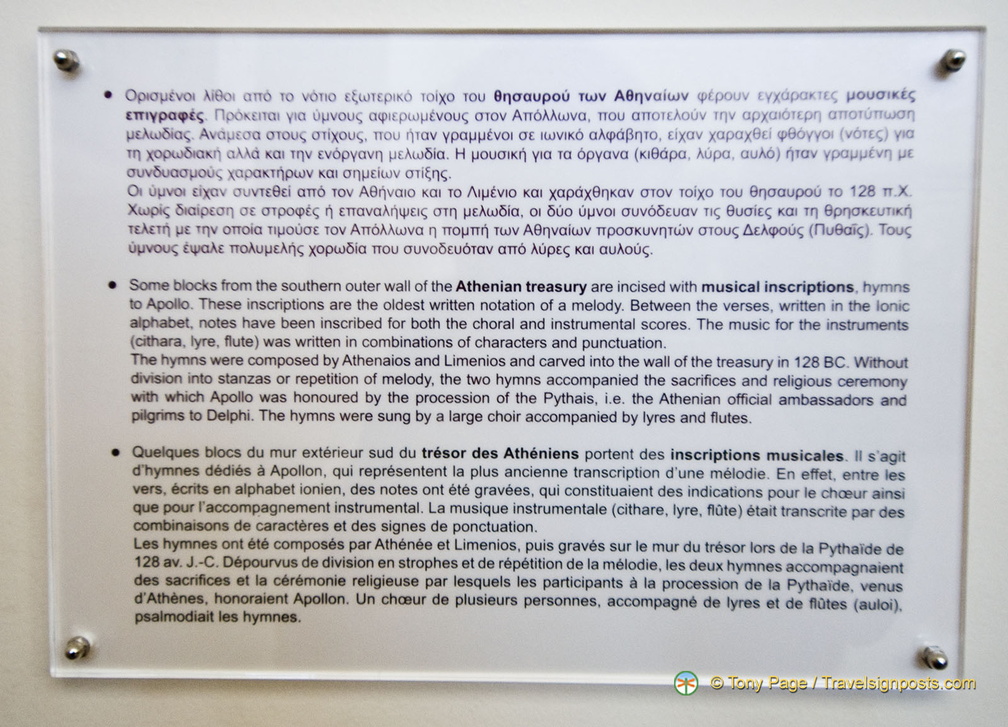 • Ορισμένοι λίθοι από το νότιο εξωτερικό τοίχο του θησαυρού των Αθηναίων φέρουν εγχάρακτες μουσικές
επιγραφές. Πρόκειται για ύμνους αφιερωμένους στον Απόλλωνα, που αποτελούν την αρχαιότερη αποτύπωση
μελωδίας. Ανάμεσα στους στίχους, που ήταν γραμμένοι σε ιωνικό αλφάβητο, είχαν χαραχθεί φθόγγοι (νότες) για
τη χορωδιακή αλλά και την ενόργανη μελωδία. Η μουσική για τα όργανα (κιθάρα, λύρα, αυλό) ήταν γραμμένη με
συνδυασμούς χαρακτήρων και σημείων στίξης.
Οι ύμνοι είχαν συντεθεί από τον Αθήναιο και το Λιμένιο και χαράχθηκαν στον τοίχο του θησαυρού το 128 π.Χ.
Χωρίς διαίρεση σε στροφές ή επαναλήψεις στη μελωδία, οι δύο ύμνοι συνόδευαν τις θυσίες και τη θρησκευτική
τελετή με την οποία τιμούσε τον Απόλλωνα η πομπή των Αθηναίων προσκυνητών στους Δελφούς (Πυθαΐς). Τους
ύμνους έψαλε πολυμελής χορωδία που συνοδευόταν από λύρες και αυλούς.
• Some blocks from the southern outer wall of the Athenian treasury are incised with musical inscriptions, hymns
to Apollo. These inscriptions are the oldest written notation of a melody. Between the verses, written in the Ionic
alphabet, notes have been inscribed for both the choral and instrumental scores. The music for the instruments
(cithara, lyre, flute) was written in combinations of characters and punctuation.
The hymns were composed by Athenaios and Limenios and carved into the wall of the treasury in 128 BC. Without
division into stanzas or repetition of melody, the two hymns accompanied the sacrifices and religious ceremony
with which Apollo was honoured by the procession of the Pythais, i.e. the Athenian official ambassadors and
pilgrims to Delphi. The hymns were sung by a large choir accompanied by lyres and flutes.
• Quelques blocs du mur extérieur sud du trésor des Athéniens portent des inscriptions musicales. Il s'agit
d'hymnes dédiés à Apollon, qui représentent la plus ancienne transcription d'une mélodie. En effet, entre les
vers, écrits en alphabet ionien, des notes ont été gravées, qui constituaient des indications pour le chœur ainsi
que pour l'accompagnement instrumental. La musique instrumentale (cithare, lyre, flûte) était transcrite par des
combinaisons de caractères et des signes de ponctuation.
Les hymnes ont été composés par Athénée et Limenios, puis gravés sur le mur du trésor lors de la Pythaïde de
128 av. J.-C. Dépourvus de division en strophes et de répétition de la mélodie, les deux hymnes accompagnaient
des sacrifices et la cérémonie religieuse par lesquels les participants à la procession de la Pythaïde, venus
d'Athènes, honoraient Apollon. Un chœur de plusieurs personnes, accompagné de lyres et de flûtes (auloi),
psalmodiait les hymnes.
© Tony Page / Travelsignposts.com